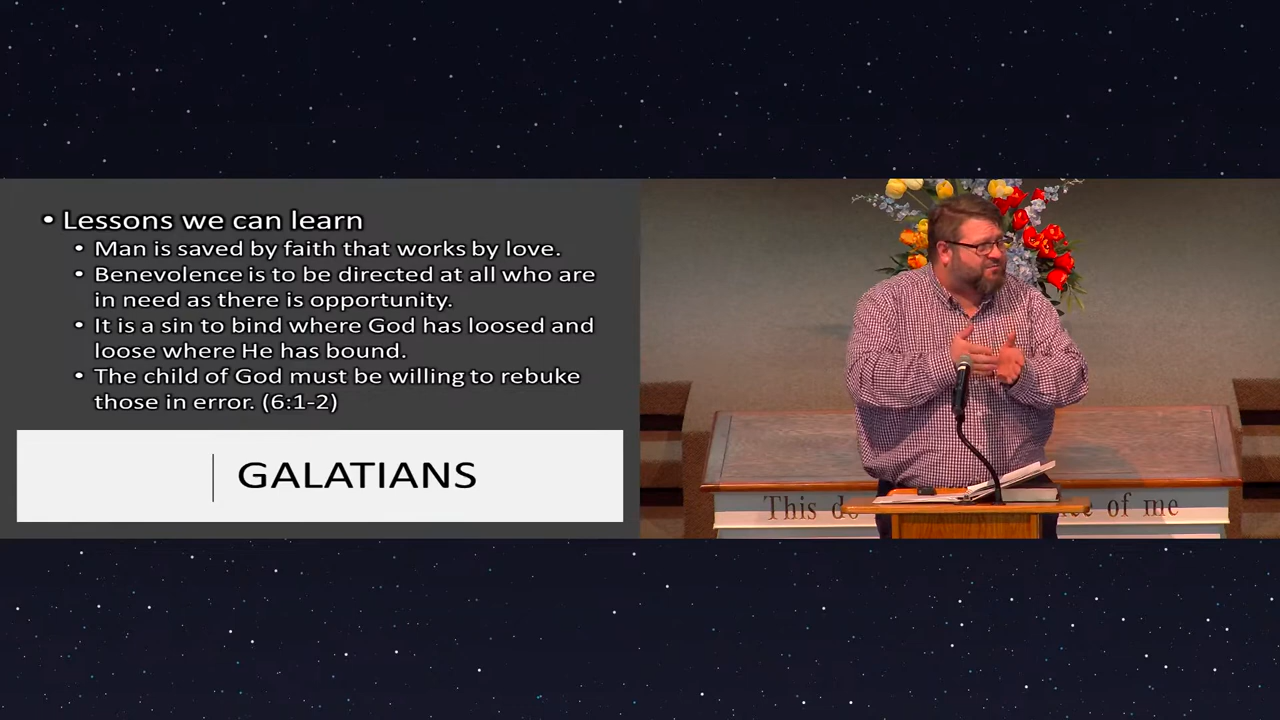 • Lessons we can learn
• Man is saved by faith that works by love.
• Benevolence is to be directed at all who are
in need as there is opportunity.
• It is a sin to bind where God has loosed and
loose where He has bound.
• The child of God must be willing to rebuke
those in error. (6:1-2)
GALATIANS
This do of me